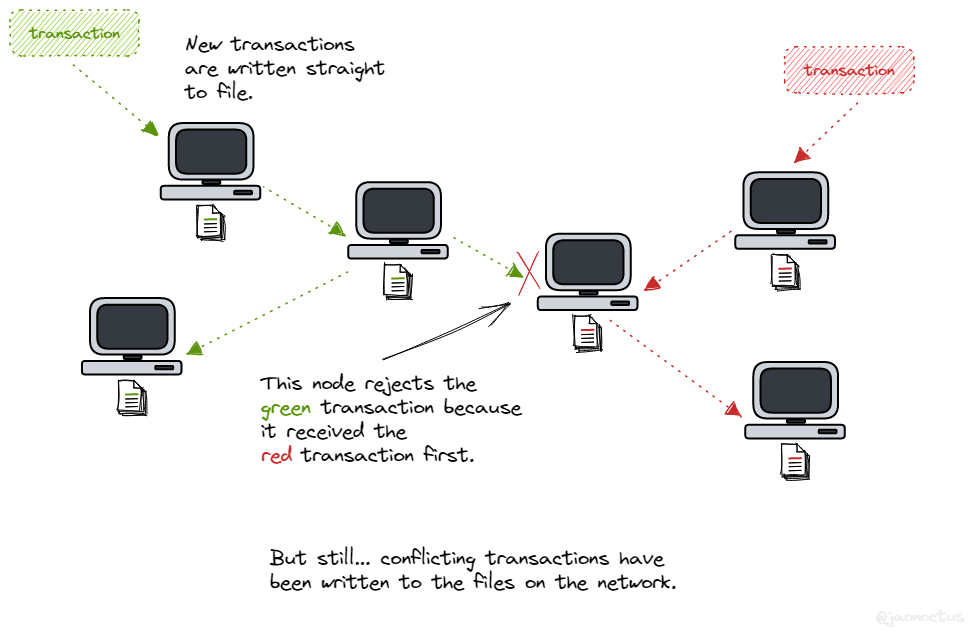 transaction
New transactions
are written straight
to file.
transaction
This node rejects the
green transaction because
it received the
red transaction first.
But still... conflicting transactions have
been written to the files on the network.
@jaonoctus